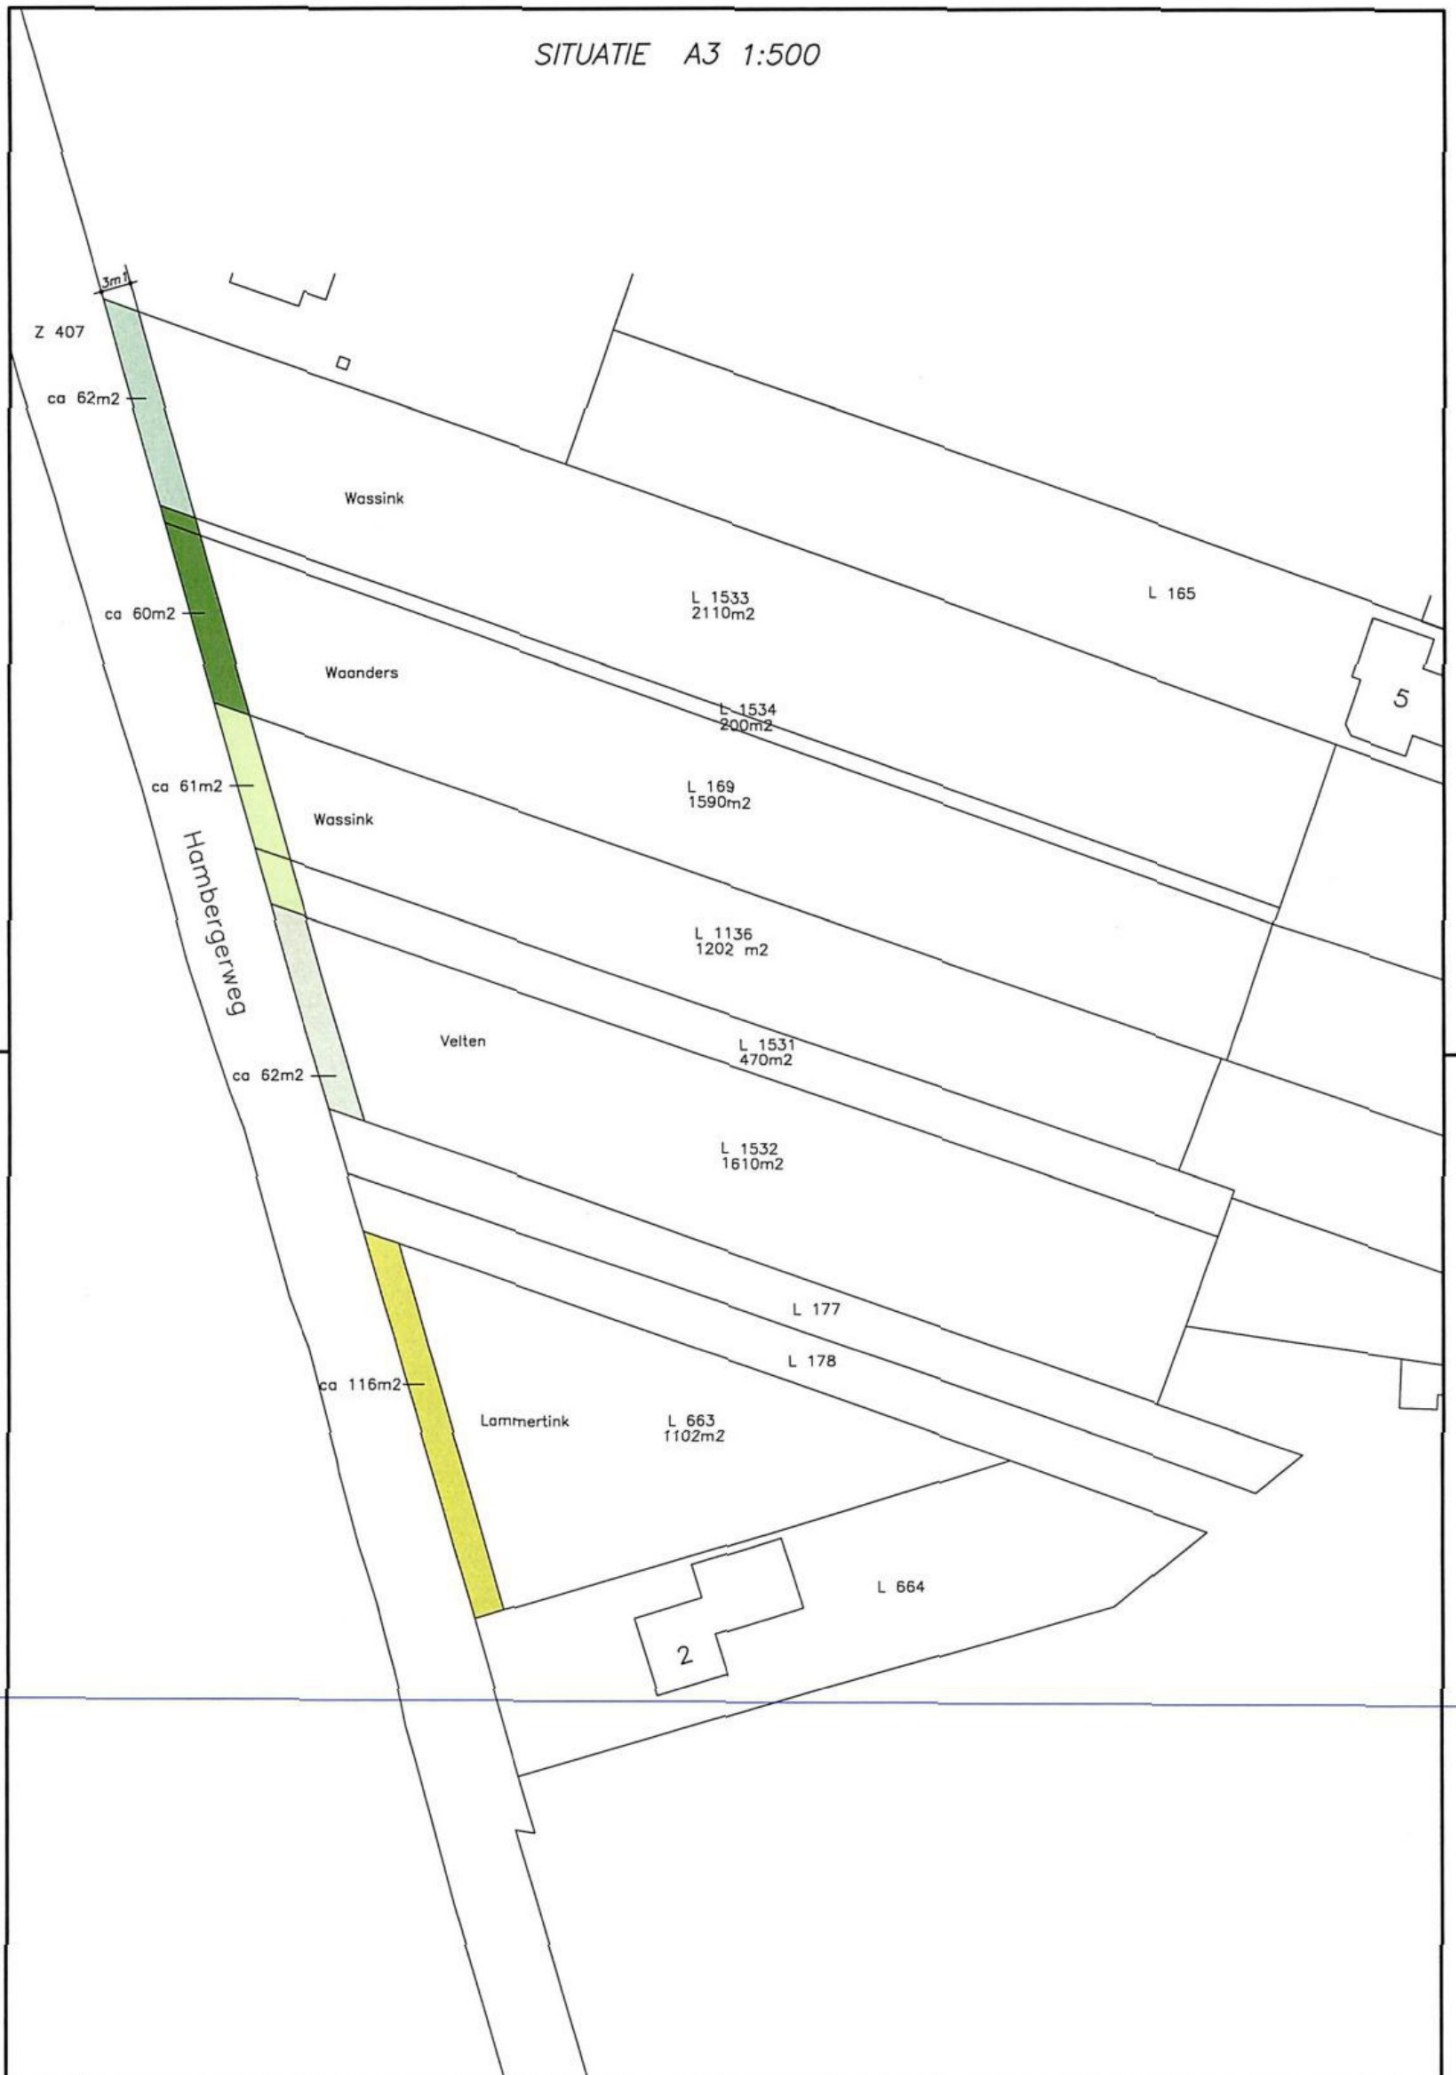 SITUATIE A3 1:500
3m1
Z 407
ca 62m2
Wassink
L 1533
2110m2
L 165
ca 60m2
Waanders
L 1534
200m2
5
L 169
1590m2
ca 61m2
Wassink
Hambergerweg
L 1136
1202 m2
Velten
L 1531
470m2
ca 62m2
L 1532
1610m2
L 177
L 178
ca 116m2
Lammertink
L 663
1102m2
L 664
2